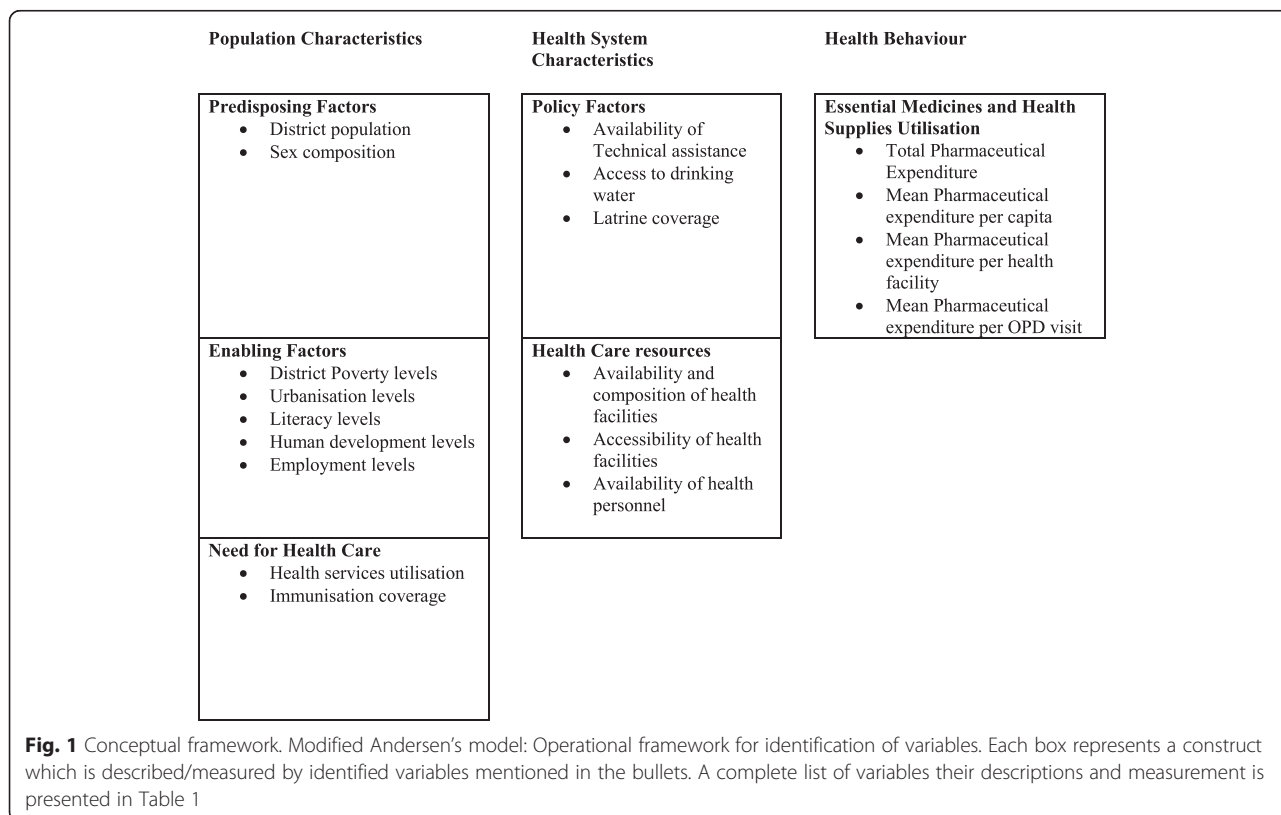 Population Characteristics
Health System
Characteristics
Health Behaviour
Predisposing Factors
• District population
• Sex composition
Policy Factors
• Availability of
Technical assistance
• Access to drinking
water
• Latrine coverage
Essential Medicines and Health
Supplies Utilisation
• Total Pharmaceutical
Expenditure
• Mean Pharmaceutical
expenditure per capita
• Mean Pharmaceutical
expenditure per health
facility
• Mean Pharmaceutical
expenditure per OPD visit
Enabling Factors
• District Poverty levels
• Urbanisation levels
• Literacy levels
• Human development levels
• Employment levels
Health Care resources
• Availability and
composition of health
facilities
• Accessibility of health
facilities
• Availability of health
personnel
Need for Health Care
• Health services utilisation
• Immunisation coverage
Fig. 1 Conceptual framework. Modified Andersen's model: Operational framework for identification of variables. Each box represents a construct
which is described/measured by identified variables mentioned in the bullets. A complete list of variables their descriptions and measurement is
presented in Table 1